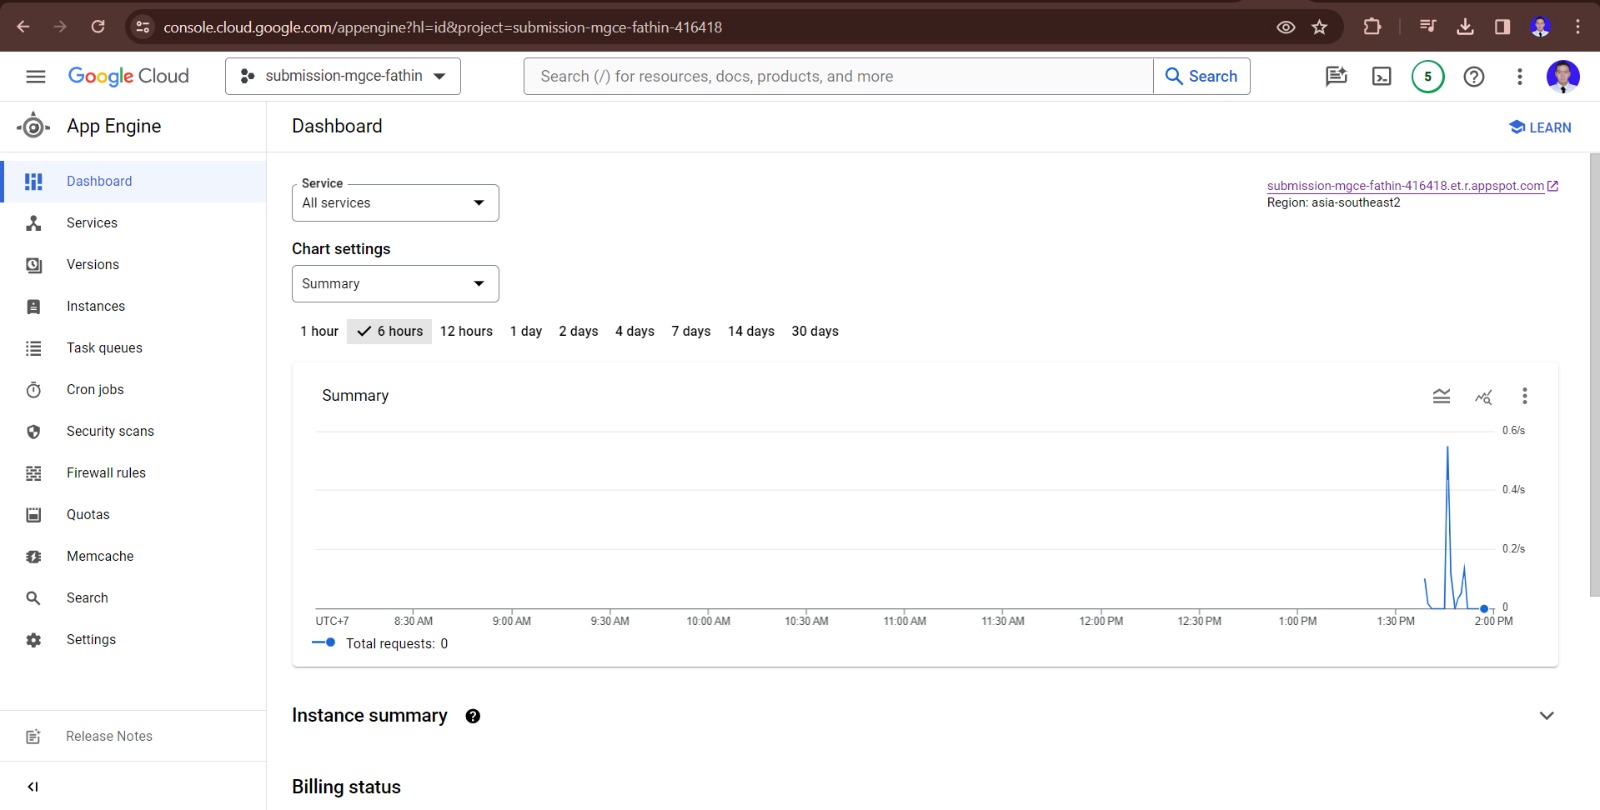 console.cloud.google.com/appengine?hl=id&project=submission-mgce-fathin-416418
Google Cloud
submission-mgce-fathin
Search (/) for resources, docs, products, and more
Search
5
App Engine
Dashboard
LEARN
Dashboard
Services
Versions
Instances
Task queues
Cron jobs
Security scans
Firewall rules
Quotas
Memcache
Search
Settings
Release Notes
Service
All services
submission-mgce-fathin-416418.et.r.appspot.com
Region: asia-southeast2
Chart settings
Summary
1 hour 6 hours 12 hours 1 day 2 days 4 days 7 days 14 days 30 days
Summary
0.6/s
0.4/s
0.2/s
0
UTC+7 8:30 AM 9:00 AM 9:30 AM 10:00 AM 10:30 AM 11:00 AM 11:30 AM 12:00 PM 12:30 PM 1:00 PM 1:30 PM 2:00 PM
Total requests: 0
Instance summary ?
Billing status